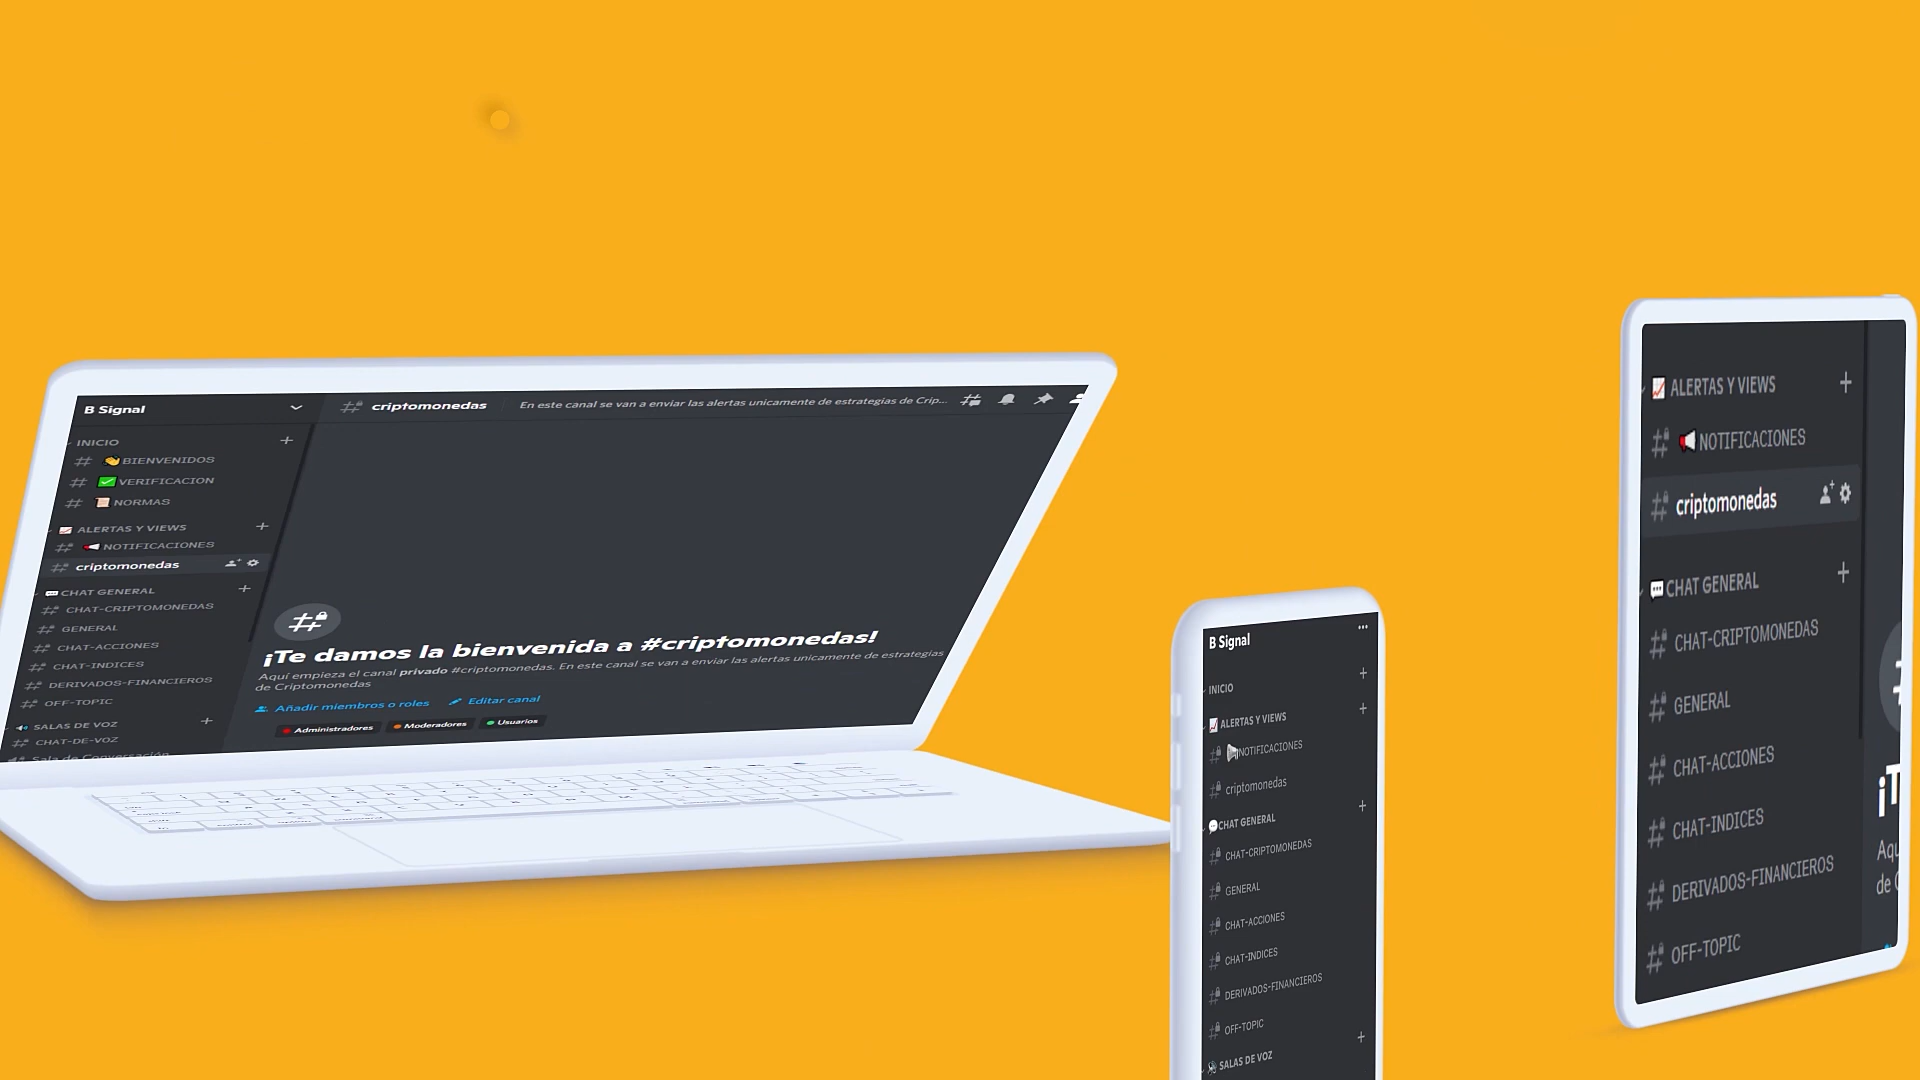 B Signal
INICIO
BIENVENIDOS
VERIFICACION
NORMAS
ALERTAS Y VIEWS
NOTIFICACIONES
criptomonedas
CHAT GENERAL
CHAT-CRIPTOMONEDAS
GENERAL
CHAT-ACCIONES
CHAT-INDICES
DERIVADOS-FINANCIEROS
OFF-TOPIC
SALAS DE VOZ
CHAT-DE-VOZ
Sala de Conversación
criptomonedas
En este canal se van a enviar las alertas unicamente de estrategias de Crip...
¡Te damos la bienvenida a #criptomonedas!
Aquí empieza el canal privado #criptomonedas. En este canal se van a enviar las alertas unicamente de estrategias
de Criptomonedas
Añadir miembros o roles Editar canal
Administradores Moderadores Usuarios
B Signal
INICIO
ALERTAS Y VIEWS
NOTIFICACIONES
criptomonedas
CHAT GENERAL
CHAT-CRIPTOMONEDAS
GENERAL
CHAT-ACCIONES
CHAT-INDICES
DERIVADOS-FINANCIEROS
OFF-TOPIC
SALAS DE VOZ
ALERTAS Y VIEWS
NOTIFICACIONES
criptomonedas
CHAT GENERAL
CHAT-CRIPTOMONEDAS
GENERAL
CHAT-ACCIONES
CHAT-INDICES
DERIVADOS-FINANCIEROS
OFF-TOPIC
¡T
Aqu
de C